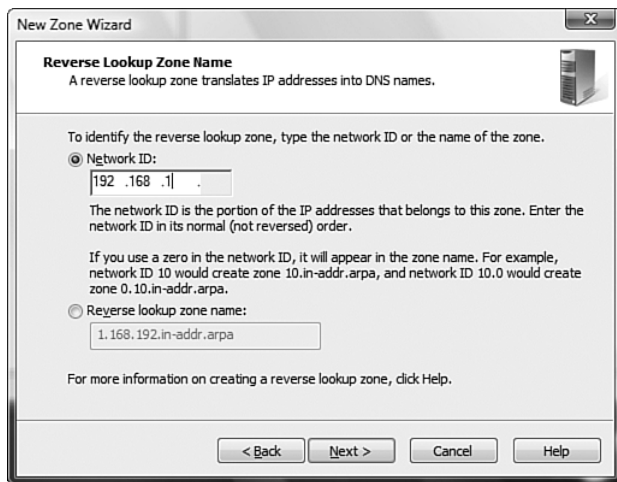 New Zone Wizard
Reverse Lookup Zone Name
A reverse lookup zone translates IP addresses into DNS names.
To identify the reverse lookup zone, type the network ID or the name of the zone.
Network ID:
192 .168 .1 .
The network ID is the portion of the IP addresses that belongs to this zone. Enter the
network ID in its normal (not reversed) order.
If you use a zero in the network ID, it will appear in the zone name. For example,
network ID 10 would create zone 10.in-addr.arpa, and network ID 10.0 would create
zone 0.10.in-addr.arpa.
Reverse lookup zone name:
1.168.192.in-addr.arpa
For more information on creating a reverse lookup zone, click Help.
< Back Next > Cancel Help